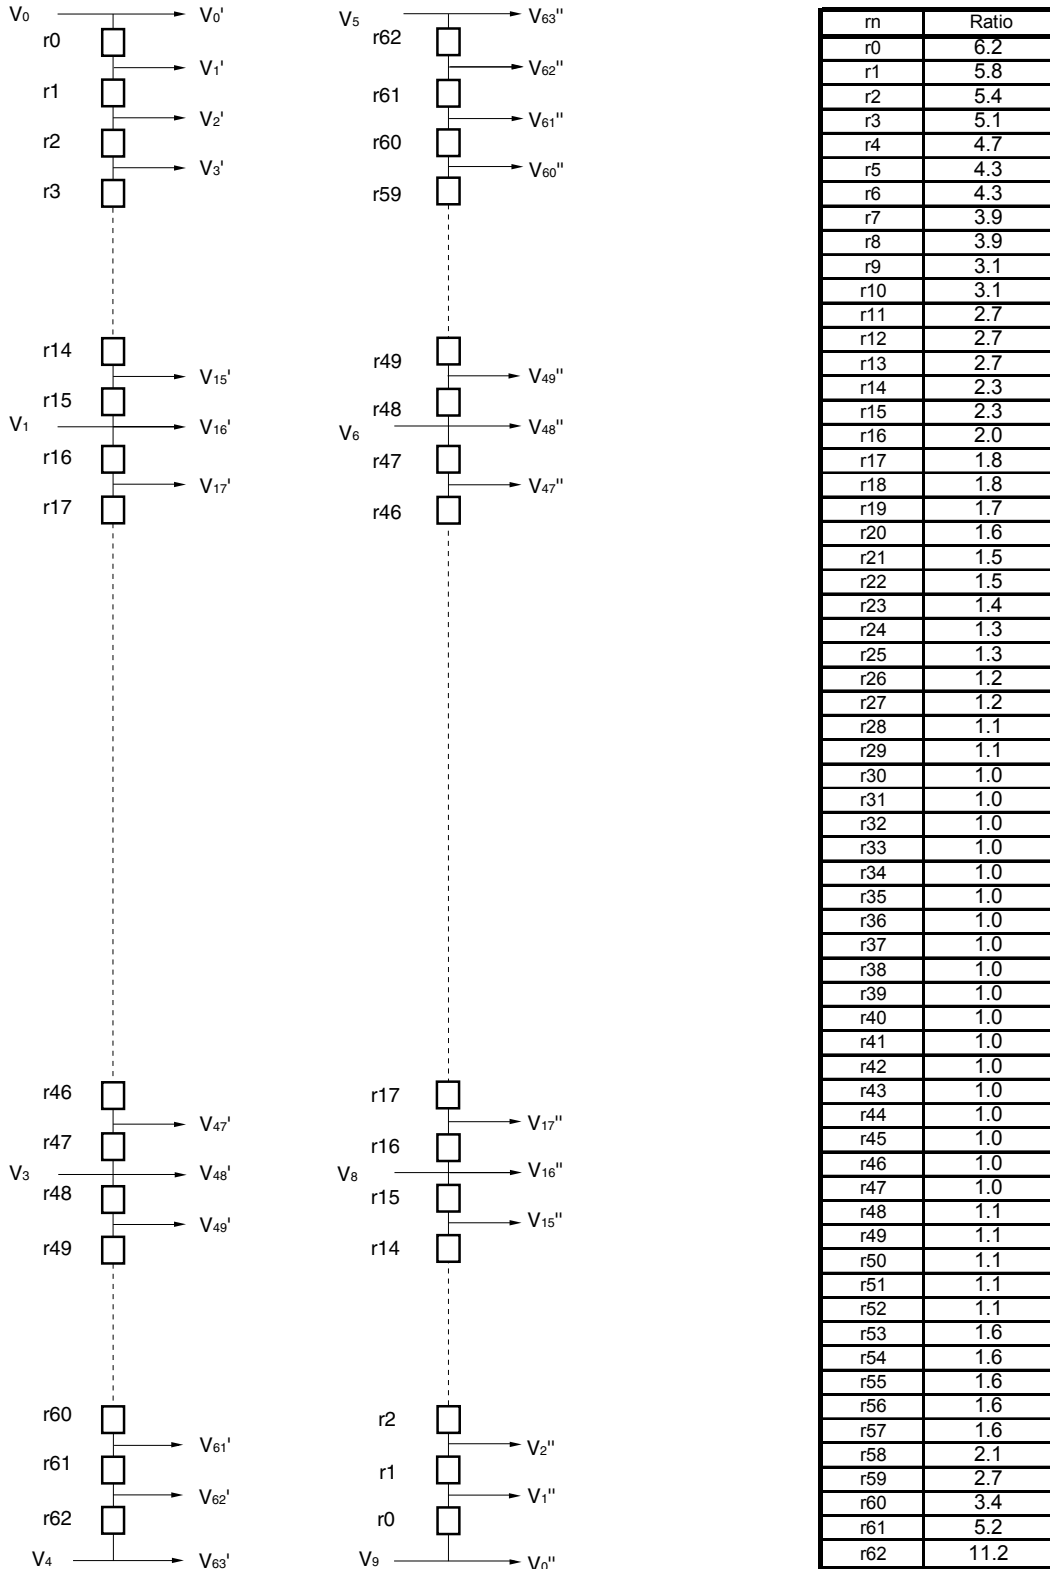 V0 V0'
r0
V1'
r1
V2'
r2
V3'
r3
r14
V15'
r15
V1 V16'
r16
V17'
r17
r46
V47'
r47
V3 V48'
r48
V49'
r49
r60
V61'
r61
V62'
r62
V4 V63'
V5 V63''
r62
V62''
r61
V61''
r60
V60''
r59
r49
V49''
r48
V6 V48''
r47
V47''
r46
r17
V17''
r16
V8 V16''
r15
V15''
r14
r2
V2''
r1
V1''
r0
V9 V0''
rn Ratio
r0 6.2
r1 5.8
r2 5.4
r3 5.1
r4 4.7
r5 4.3
r6 4.3
r7 3.9
r8 3.9
r9 3.1
r10 3.1
r11 2.7
r12 2.7
r13 2.7
r14 2.3
r15 2.3
r16 2.0
r17 1.8
r18 1.8
r19 1.7
r20 1.6
r21 1.5
r22 1.5
r23 1.4
r24 1.3
r25 1.3
r26 1.2
r27 1.2
r28 1.1
r29 1.1
r30 1.0
r31 1.0
r32 1.0
r33 1.0
r34 1.0
r35 1.0
r36 1.0
r37 1.0
r38 1.0
r39 1.0
r40 1.0
r41 1.0
r42 1.0
r43 1.0
r44 1.0
r45 1.0
r46 1.0
r47 1.0
r48 1.1
r49 1.1
r50 1.1
r51 1.1
r52 1.1
r53 1.6
r54 1.6
r55 1.6
r56 1.6
r57 1.6
r58 2.1
r59 2.7
r60 3.4
r61 5.2
r62 11.2